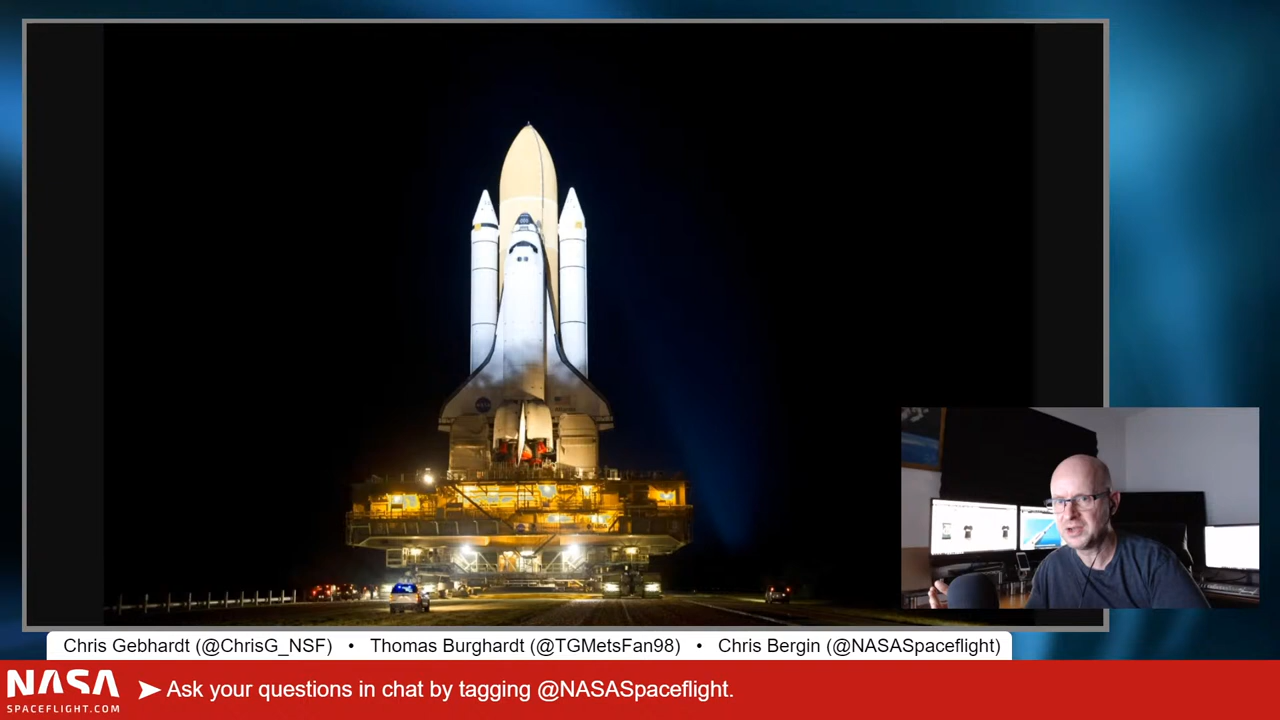 Chris Gebhardt (@ChrisG_NSF) • Thomas Burghardt (@TGMetsFan98) • Chris Bergin (@NASASpaceflight)
NASA
SPACEFLIGHT.COM
➤ Ask your questions in chat by tagging @NASASpaceflight.